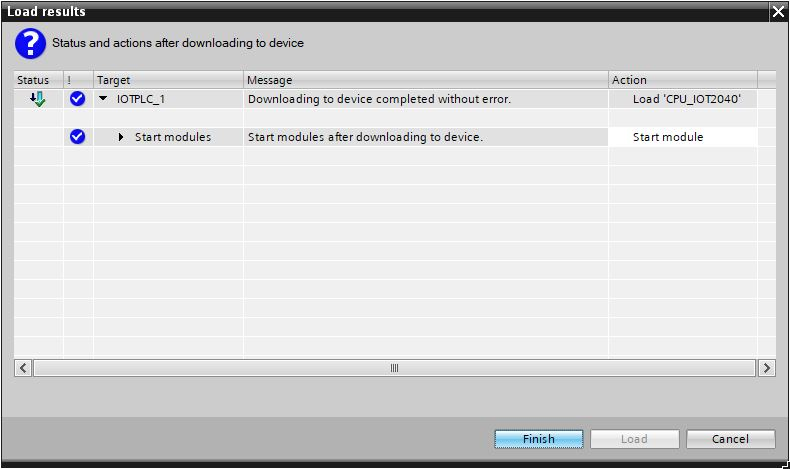 Load results
Status and actions after downloading to device
Status ! Target Message Action
IOTPLC_1 Downloading to device completed without error. Load 'CPU_IOT2040'
Start modules Start modules after downloading to device. Start module
Finish Load Cancel